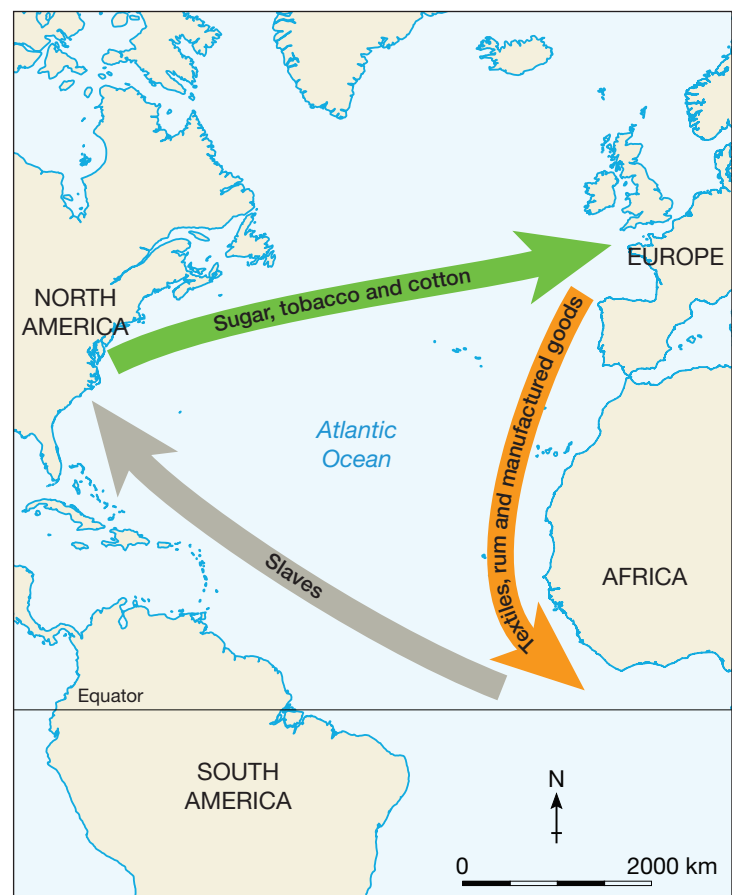 EUROPE
NORTH
AMERICA
Sugar, tobacco and cotton
Textiles, rum and manufactured goods
Atlantic
Ocean
Slaves
AFRICA
Equator
SOUTH
AMERICA
N
0 2000 km